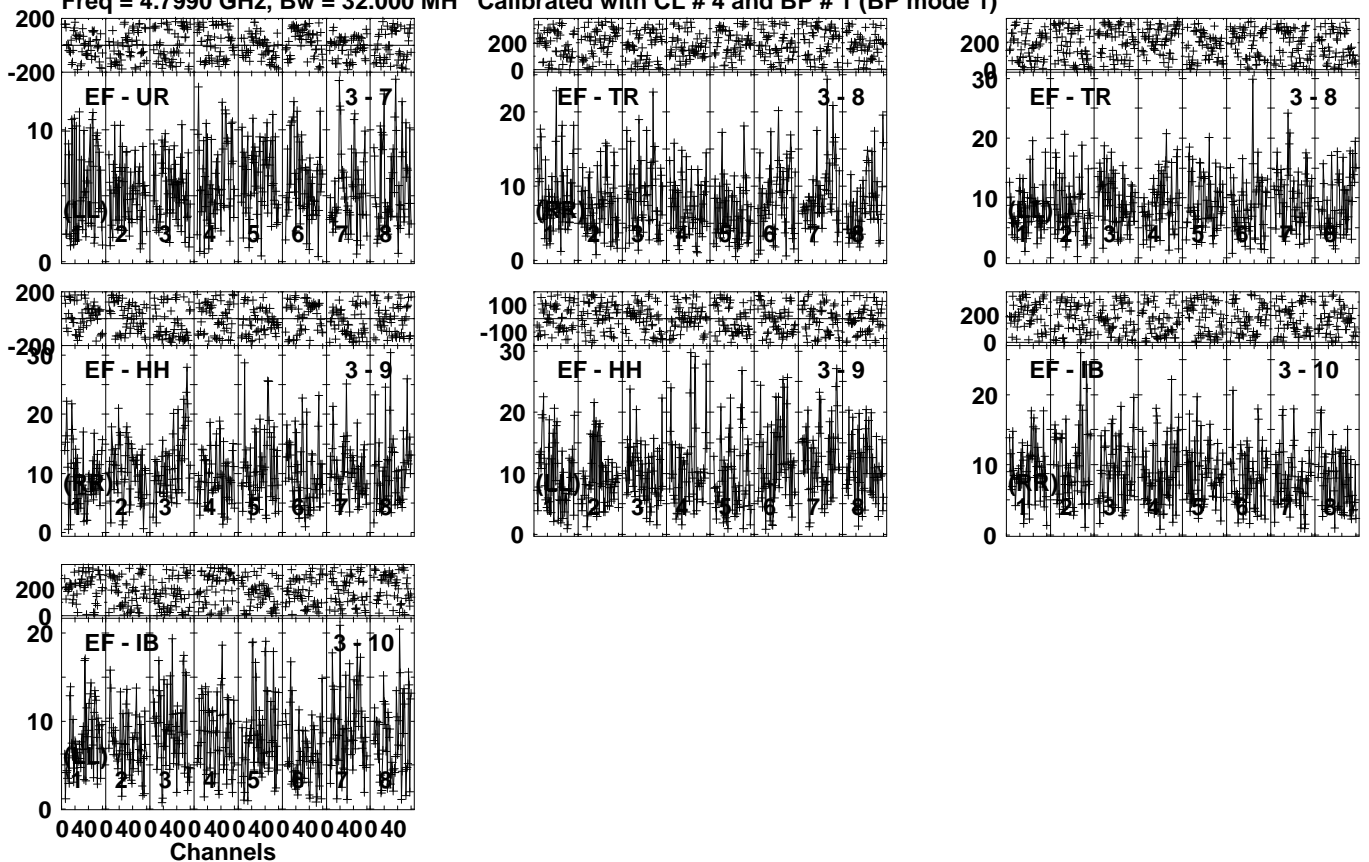 Freq = 4.7990 GHz, Bw = 32.000 MH Calibrated with CL # 4 and BP # 1 (BP mode 1)
200
-200
EF - UR 3 - 7
10
(LL)
1 2 3 4 5 6 7 8
0
200
0
EF - TR 3 - 8
20
10
(RR)
1 2 3 4 5 6 7 8
0
200
0
30
EF - TR 3 - 8
20
10
(LL)
1 2 3 4 5 6 7 8
0
200
-200
30
EF - HH 3 - 9
20
10
(RR)
1 2 3 4 5 6 7 8
0
100
-100
30
EF - HH 3 - 9
20
10
(LL)
1 2 3 4 5 6 7 8
0
200
0
EF - IB 3 - 10
20
10
(RR)
1 2 3 4 5 6 7 8
0
200
0
20
EF - IB 3 - 10
10
(LL)
1 2 3 4 5 6 7 8
0
0 40 0 40 0 40 0 40 0 40 0 40 0 40 0 40
Channels